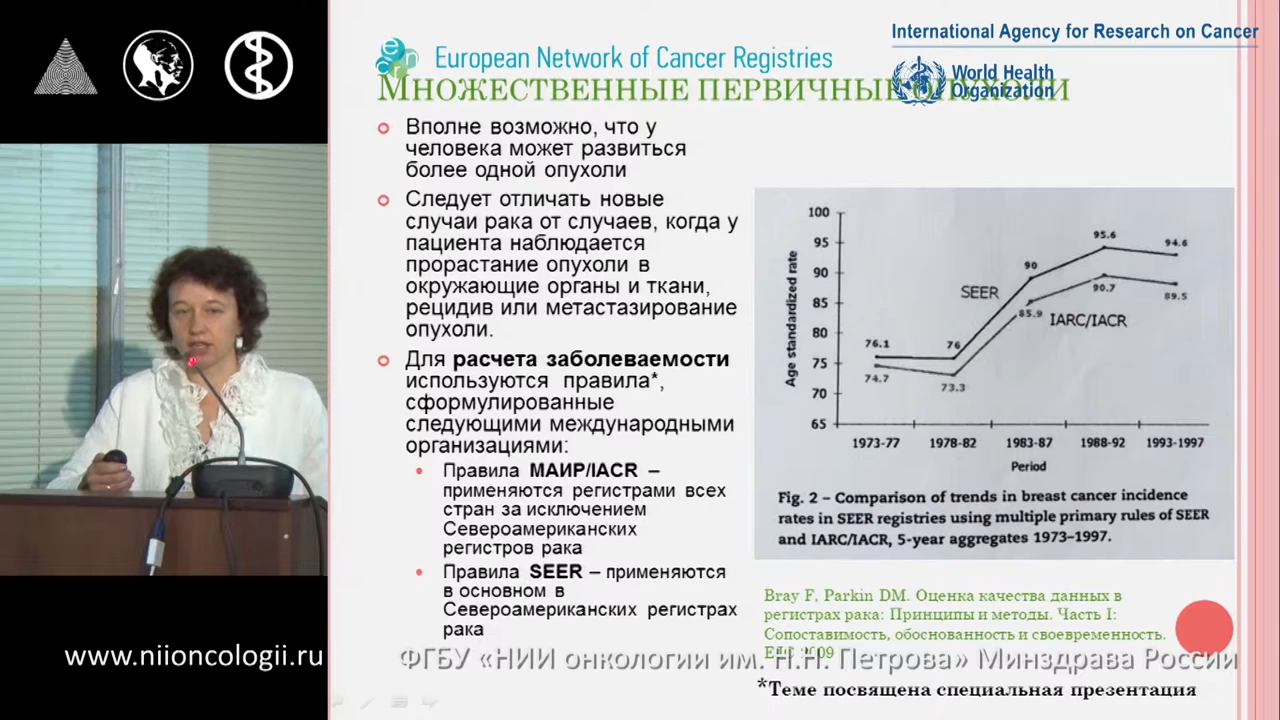 International Agency for Research on Cancer
European Network of Cancer Registries
World Health
Organization
МНОЖЕСТВЕННЫЕ ПЕРВИЧНЫЕ
Вполне возможно, что у
человека может развиться
более одной опухоли
Следует отличать новые
случаи рака от случаев, когда у
пациента наблюдается
прорастание опухоли в
окружающие органы и ткани,
рецидив или метастазирование
опухоли.
Для расчета заболеваемости
используются правила*,
сформулированные
следующими международными
организациями:
Правила МАИР/IACR –
применяются регистрами всех
стран за исключением
Североамериканских
регистров рака
Правила SEER – применяются
в основном в
Североамериканских регистрах
рака
Age standardized rate
100
95
90
85
80
75
70
65
76.1
76
90
95.6
94.6
SEER
74.7
73.3
85.9
90.7
89.5
IARC/IACR
1973-77 1978-82 1983-87 1988-92 1993-1997
Period
Fig. 2 – Comparison of trends in breast cancer incidence
rates in SEER registries using multiple primary rules of SEER
and IARC/IACR, 5-year aggregates 1973–1997.
Bray F, Parkin DM. Оценка качества данных в
регистрах рака: Принципы и методы. Часть I:
Сопоставимость, обоснованность и своевременность.
2009
*Теме посвящена специальная презентация
www.niioncologii.ru
ФГБУ «НИИ онкологии им. Н.Н. Петрова» Минздрава России